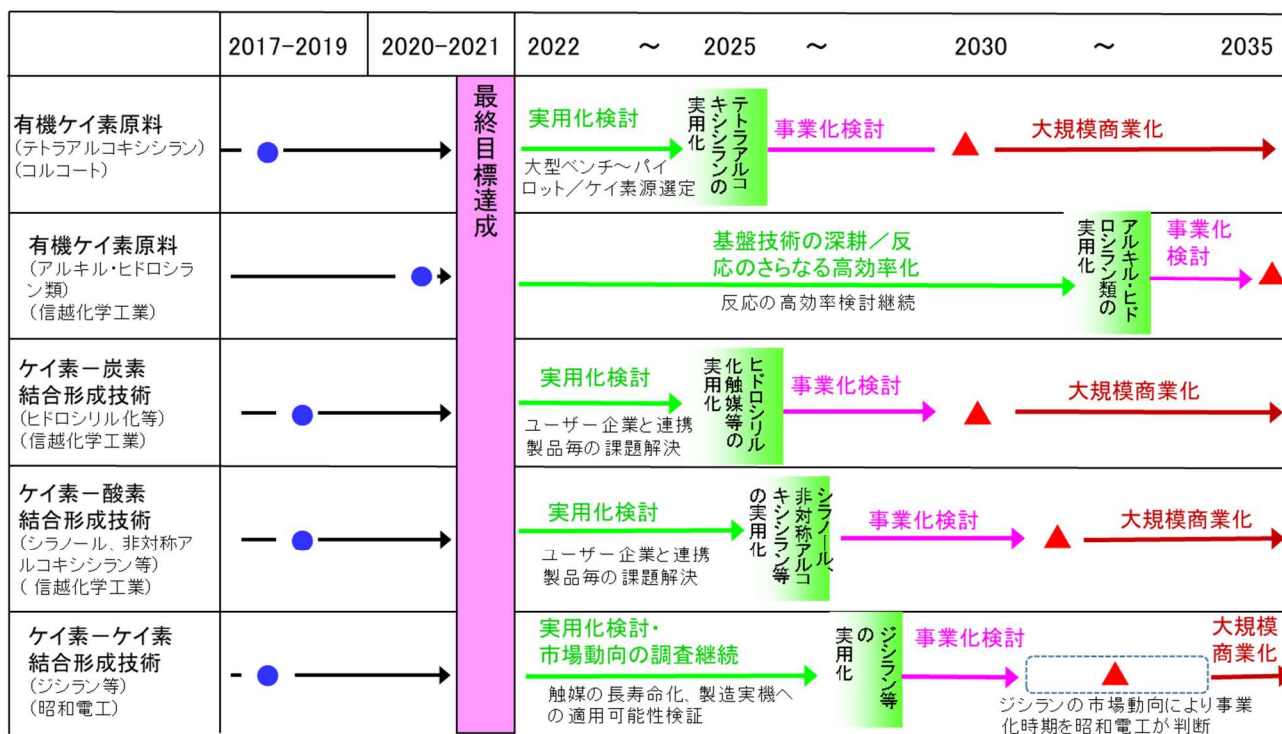 2017-2019 2020-2021 2022 ～ 2025 ～ 2030 ～ 2035
最終目標達成
有機ケイ素原料
(テトラアルコキシシラン)
(コルコート)
実用化検討
大型ベンチ～パイ
ロット／ケイ素源選定
テトラアルコ
キシシランの
実用化
事業化検討
大規模商業化
有機ケイ素原料
(アルキル・ヒドロシラ
ン類)
(信越化学工業)
基盤技術の深耕／反
応のさらなる高効率化
反応の高効率検討継続
アルキル・ヒド
ロシラン類の
実用化
事業化
検討
ケイ素－炭素
結合形成技術
(ヒドロシリル化等)
(信越化学工業)
実用化検討
ユーザー企業と連携
製品毎の課題解決
ヒドロシリル
化触媒等の
実用化
事業化検討
大規模商業化
ケイ素－酸素
結合形成技術
(シラノール、非対称ア
ルコキシシラン等)
( 信越化学工業)
実用化検討
ユーザー企業と連携
製品毎の課題解決
シラノール、
非対称アルコ
キシシラン等
の実用化
事業化検討
大規模商業化
ケイ素－ケイ素
結合形成技術
(ジシラン等)
(昭和電工)
実用化検討・
市場動向の調査継続
触媒の長寿命化、製造実機へ
の適用可能性検証
ジシラン等
の
実用化
事業化検討
ジシランの市場動向により事業
化時期を昭和電工が判断
大規模
商業化